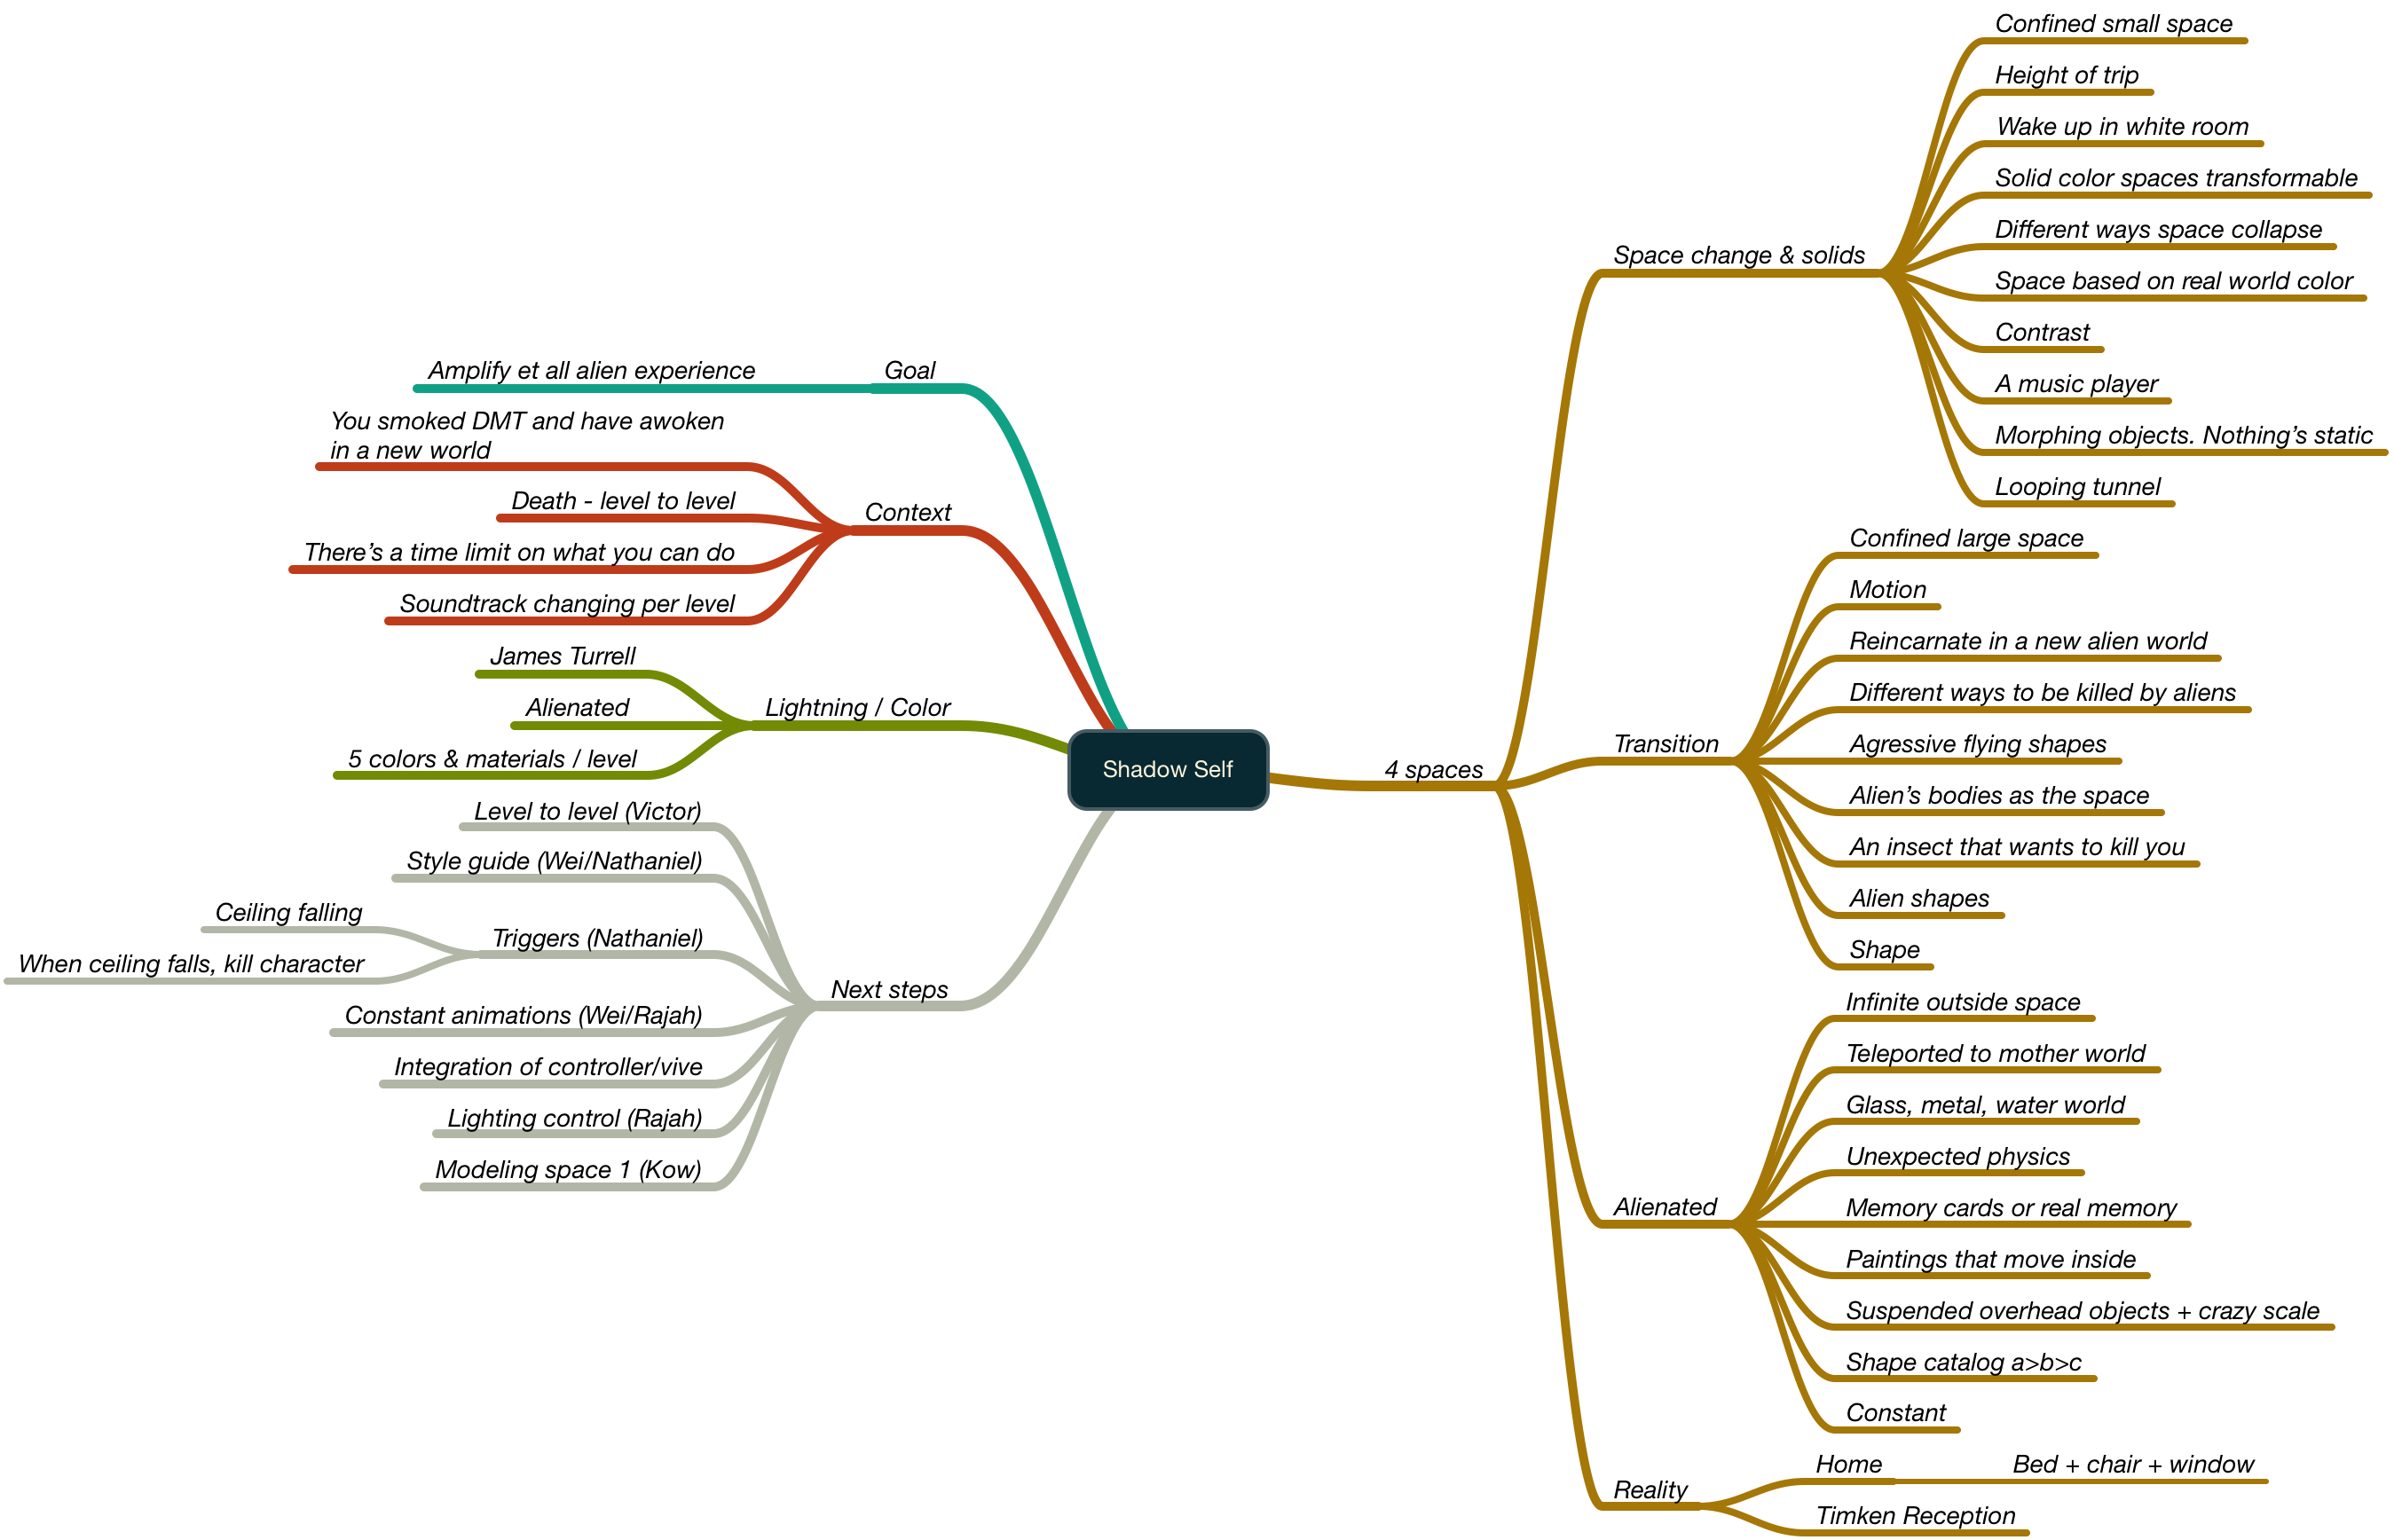 Shadow Self
Goal
Amplify et all alien experience
Context
You smoked DMT and have awoken
in a new world
Death - level to level
There’s a time limit on what you can do
Soundtrack changing per level
Lightning / Color
James Turrell
Alienated
5 colors & materials / level
Next steps
Level to level (Victor)
Style guide (Wei/Nathaniel)
Triggers (Nathaniel)
Ceiling falling
When ceiling falls, kill character
Constant animations (Wei/Rajah)
Integration of controller/vive
Lighting control (Rajah)
Modeling space 1 (Kow)
4 spaces
Space change & solids
Confined small space
Height of trip
Wake up in white room
Solid color spaces transformable
Different ways space collapse
Space based on real world color
Contrast
A music player
Morphing objects. Nothing’s static
Looping tunnel
Transition
Confined large space
Motion
Reincarnate in a new alien world
Different ways to be killed by aliens
Agressive flying shapes
Alien’s bodies as the space
An insect that wants to kill you
Alien shapes
Shape
Alienated
Infinite outside space
Teleported to mother world
Glass, metal, water world
Unexpected physics
Memory cards or real memory
Paintings that move inside
Suspended overhead objects + crazy scale
Shape catalog a>b>c
Constant
Reality
Home
Bed + chair + window
Timken Reception